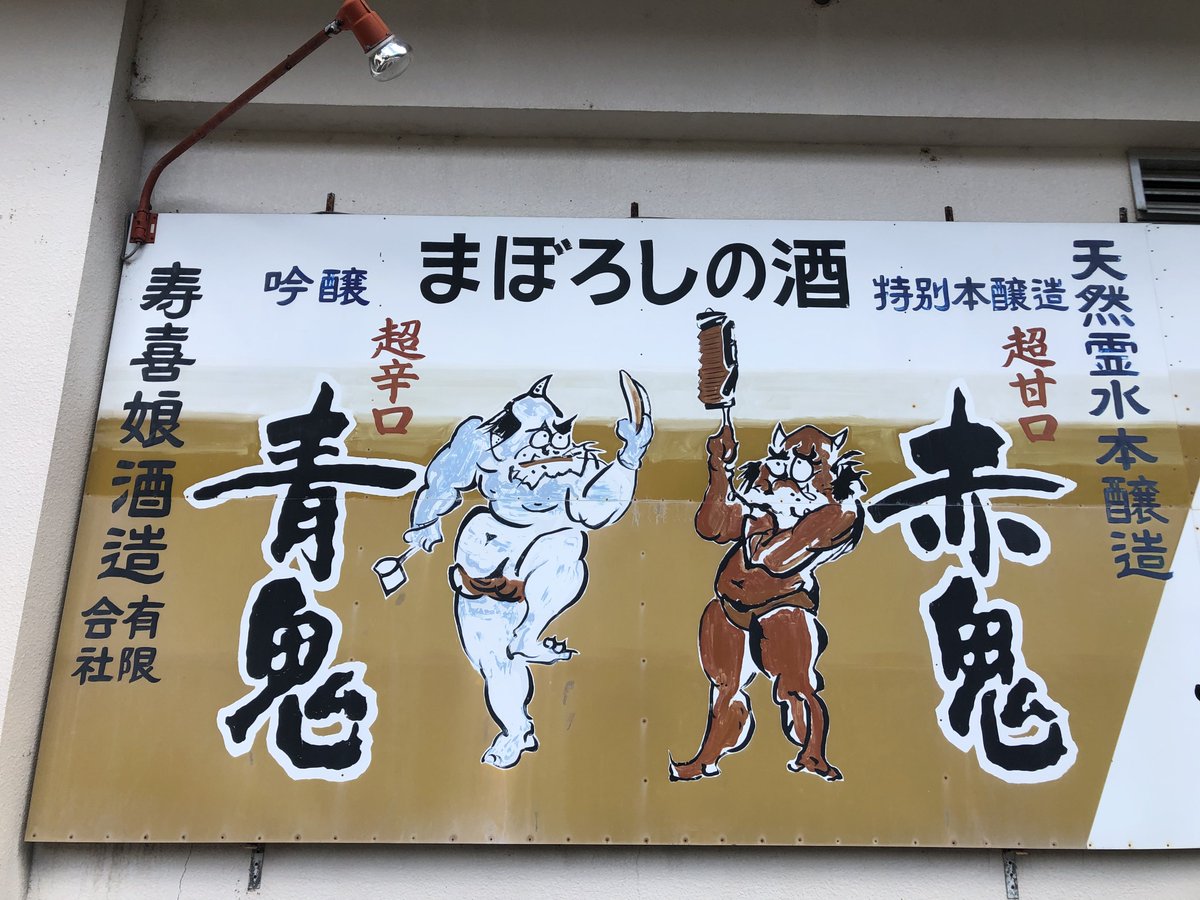 まぼろしの酒
天然霊水本醸造
特別本醸造
超甘口
赤鬼
吟醸
超辛口
青鬼
寿喜娘酒造
有限
会社